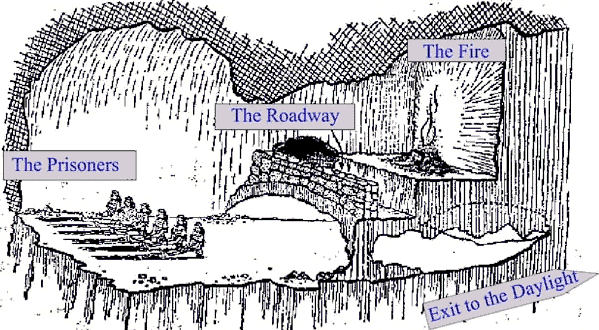 The Fire
The Roadway
The Prisoners
Exit to the Daylight